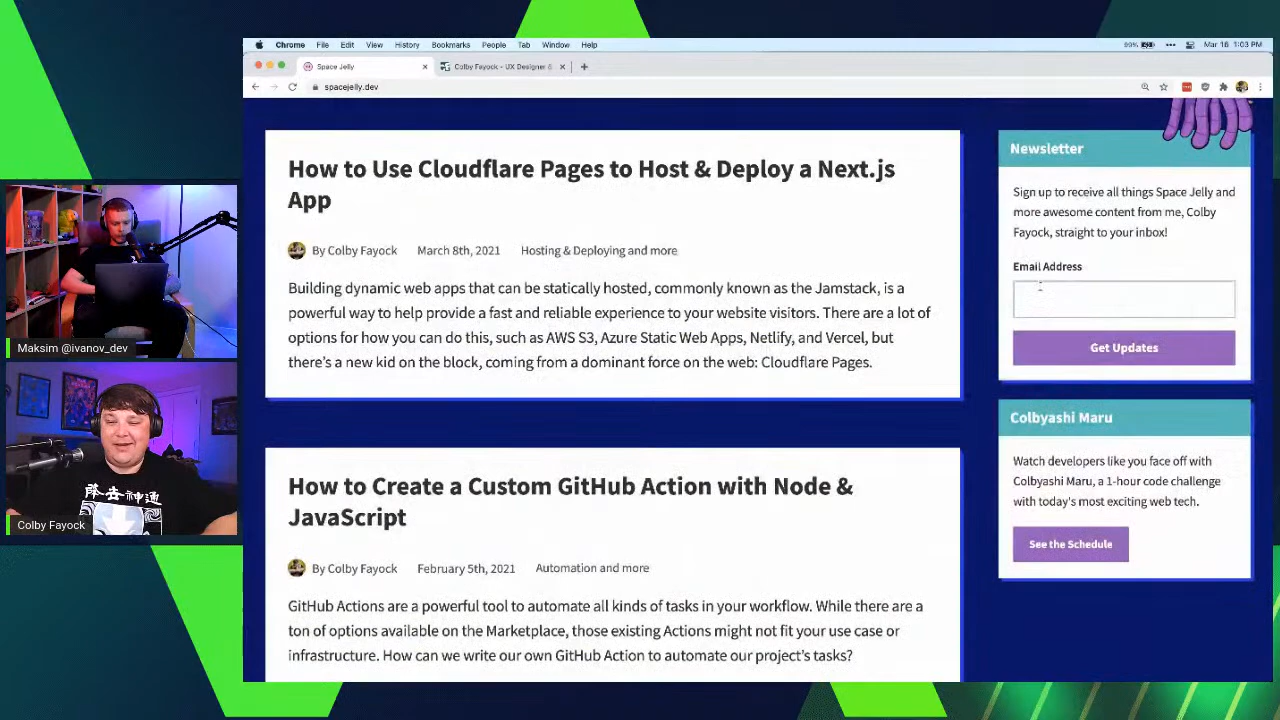 Chrome File Edit View History Bookmarks People Tab Window Help
99% Mar 16 1:03 PM
Space Jelly
Colby Fayock - UX Designer &
spacejelly.dev
How to Use Cloudflare Pages to Host & Deploy a Next.js
App
By Colby Fayock March 8th, 2021 Hosting & Deploying and more
Building dynamic web apps that can be statically hosted, commonly known as the Jamstack, is a
powerful way to help provide a fast and reliable experience to your website visitors. There are a lot of
options for how you can do this, such as AWS S3, Azure Static Web Apps, Netlify, and Vercel, but
there's a new kid on the block, coming from a dominant force on the web: Cloudflare Pages.
How to Create a Custom GitHub Action with Node &
JavaScript
By Colby Fayock February 5th, 2021 Automation and more
GitHub Actions are a powerful tool to automate all kinds of tasks in your workflow. While there are a
ton of options available on the Marketplace, those existing Actions might not fit your use case or
infrastructure. How can we write our own GitHub Action to automate our project's tasks?
Newsletter
Sign up to receive all things Space Jelly and
more awesome content from me, Colby
Fayock, straight to your inbox!
Email Address
Get Updates
Colbyashi Maru
Watch developers like you face off with
Colbyashi Maru, a 1-hour code challenge
with today's most exciting web tech.
See the Schedule
Maksim @ivanov_dev
Colby Fayock